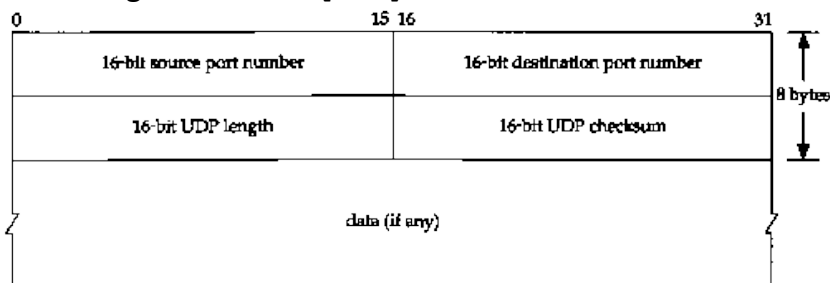 0 15 16 31
16-bit source port number 16-bit destination port number
8 bytes
16-bit UDP length 16-bit UDP checksum
data (if any)